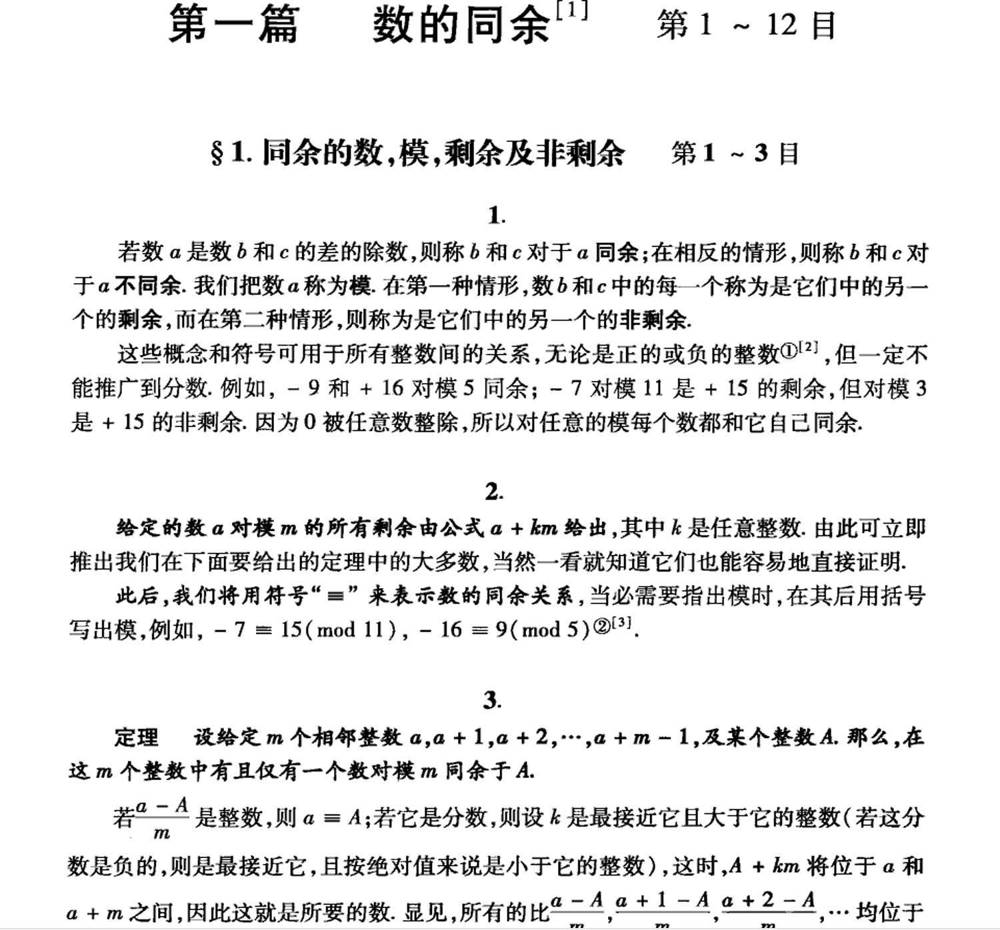 第一篇 数的同余[1] 第 1 ~ 12 目
§1. 同余的数,模,剩余及非剩余 第 1 ~ 3 目
1.
若数 a 是数 b 和 c 的差的除数,则称 b 和 c 对于 a 同余;在相反的情形,则称 b 和 c 对
于 a 不同余. 我们把数 a 称为模. 在第一种情形,数 b 和 c 中的每一个称为是它们中的另一
个的剩余,而在第二种情形,则称为是它们中的另一个的非剩余.
这些概念和符号可用于所有整数间的关系,无论是正的或负的整数①[2],但一定不
能推广到分数. 例如, - 9 和 + 16 对模 5 同余; - 7 对模 11 是 + 15 的剩余,但对模 3
是 + 15 的非剩余. 因为 0 被任意数整除,所以对任意的模每个数都和它自己同余.
2.
给定的数 a 对模 m 的所有剩余由公式 a + km 给出,其中 k 是任意整数. 由此可立即
推出我们在下面要给出的定理中的大多数,当然一看就知道它们也能容易地直接证明.
此后,我们将用符号“≡”来表示数的同余关系,当必需要指出模时,在其后用括号
写出模,例如, - 7 ≡ 15(mod 11), - 16 ≡ 9(mod 5)②[3].
3.
定理 设给定 m 个相邻整数 a,a + 1,a + 2,…,a + m - 1,及某个整数 A. 那么,在
这 m 个整数中有且仅有一个数对模 m 同余于 A.
若 (a - A)/m 是整数,则 a ≡ A;若它是分数,则设 k 是最接近它且大于它的整数(若这分
数是负的,则是最接近它,且按绝对值来说是小于它的整数),这时,A + km 将位于 a 和
a + m 之间,因此这就是所要的数. 显见,所有的比 (a - A)/m, (a + 1 - A)/m, (a + 2 - A)/m, … 均位于